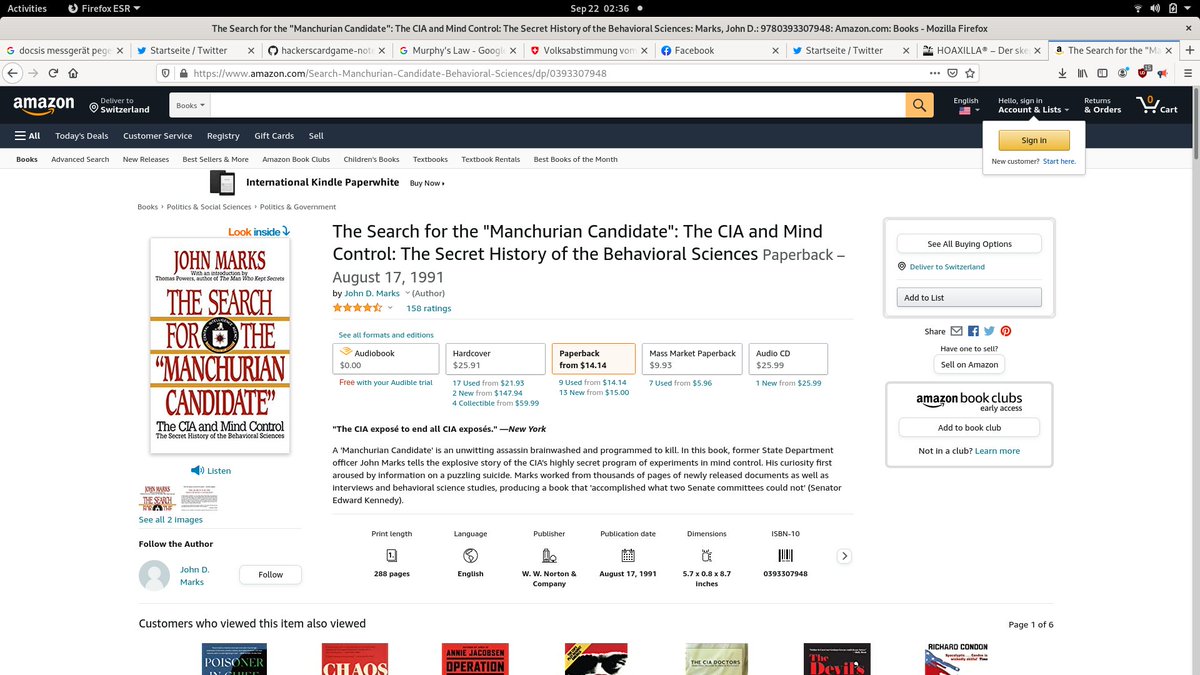 Activities Firefox ESR Sep 22 02:36
The Search for the "Manchurian Candidate": The CIA and Mind Control: The Secret History of the Behavioral Sciences: Marks, John D.: 9780393307948: Amazon.com: Books - Mozilla Firefox
docsis messgerät peg Startseite / Twitter hackerscardgame-not Murphy's Law - Googl Volksabstimmung vom Facebook Startseite / Twitter HOAXILLA® – Der ske The Search for the "M
https://www.amazon.com/Search-Manchurian-Candidate-Behavioral-Sciences/dp/0393307948
amazon Deliver to Switzerland Books English Hello, sign in Account & Lists Returns & Orders 0 Cart
All Today's Deals Customer Service Registry Gift Cards Sell
Sign in
New customer? Start here.
Books Advanced Search New Releases Best Sellers & More Amazon Book Clubs Children's Books Textbooks Textbook Rentals Best Books of the Month
International Kindle Paperwhite Buy Now
Books › Politics & Social Sciences › Politics & Government
Look inside
JOHN MARKS
With an introduction by
Thomas Powers, author of The Man Who Kept Secrets
THE SEARCH
FOR THE
"MANCHURIAN
CANDIDATE"
The CIA and Mind Control
The Secret History of the Behavioral Sciences
Listen
See all 2 images
Follow the Author
John D.
Marks
Follow
The Search for the "Manchurian Candidate": The CIA and Mind
Control: The Secret History of the Behavioral Sciences Paperback –
August 17, 1991
by John D. Marks (Author)
158 ratings
See all formats and editions
Audiobook
$0.00
Free with your Audible trial
Hardcover
$25.91
17 Used from $21.93
2 New from $147.94
4 Collectible from $59.99
Paperback
from $14.14
9 Used from $14.14
13 New from $15.00
Mass Market Paperback
$9.93
7 Used from $5.96
Audio CD
$25.99
1 New from $25.99
"The CIA exposé to end all CIA exposés." —New York
A 'Manchurian Candidate' is an unwitting assassin brainwashed and programmed to kill. In this book, former State Department
officer John Marks tells the explosive story of the CIA's highly secret program of experiments in mind control. His curiosity first
aroused by information on a puzzling suicide. Marks worked from thousands of pages of newly released documents as well as
interviews and behavioral science studies, producing a book that 'accomplished what two Senate committees could not' (Senator
Edward Kennedy).
Print length
288 pages
Language
English
Publisher
W. W. Norton &
Company
Publication date
August 17, 1991
Dimensions
5.7 x 0.8 x 8.7
inches
ISBN-10
0393307948
See All Buying Options
Deliver to Switzerland
Add to List
Share
Have one to sell?
Sell on Amazon
amazon book clubs
early access
Add to book club
Not in a club? Learn more
Customers who viewed this item also viewed
Page 1 of 6
POISONER
CHAOS
ANNIE JACOBSEN
OPERATION
THE CIA DOCTORS
The
Devil's
RICHARD CONDON